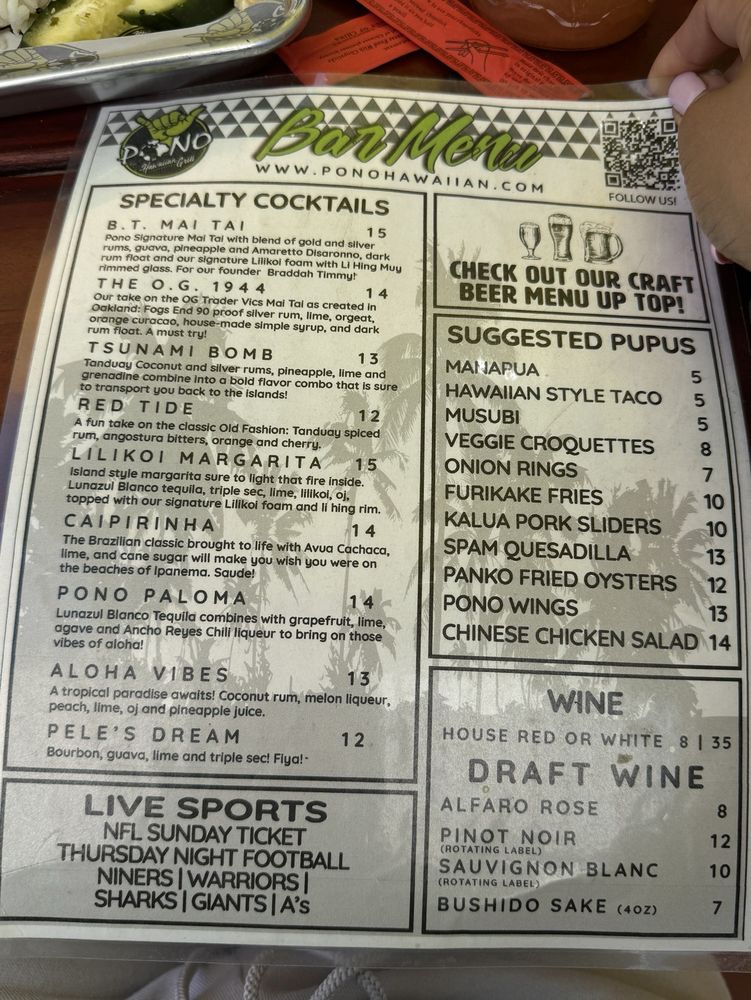 PONO
Hawaiian Grill
Bar Menu
WWW.PONOHAWAIIAN.COM
FOLLOW US!
SPECIALTY COCKTAILS
B.T. MAI TAI 15
Pono Signature Mai Tai with blend of gold and silver
rums, guava, pineapple and Amaretto Disaronno, dark
rum float and our signature Lilikoi foam with Li Hing Muy
rimmed glass. For our founder Braddah Timmy!
THE O.G. 1944 14
Our take on the OG Trader Vics Mai Tai as created in
Oakland: Fogs End 90 proof silver rum, lime, orgeat,
orange curacao, house-made simple syrup, and dark
rum float. A must try!
TSUNAMI BOMB 13
Tanduay Coconut and silver rums, pineapple, lime and
grenadine combine into a bold flavor combo that is sure
to transport you back to the islands!
RED TIDE 12
A fun take on the classic Old Fashion: Tanduay spiced
rum, angostura bitters, orange and cherry.
LILIKOI MARGARITA 15
Island style margarita sure to light that fire inside.
Lunazul Blanco tequila, triple sec, lime, lilikoi, oj,
topped with our signature Lilikoi foam and li hing rim.
CAIPIRINHA 14
The Brazilian classic brought to life with Avua Cachaca,
lime, and cane sugar will make you wish you were on
the beaches of Ipanema. Saude!
PONO PALOMA 14
Lunazul Blanco Tequila combines with grapefruit, lime,
agave and Ancho Reyes Chili liqueur to bring on those
vibes of aloha!
ALOHA VIBES 13
A tropical paradise awaits! Coconut rum, melon liqueur,
peach, lime, oj and pineapple juice.
PELE'S DREAM 12
Bourbon, guava, lime and triple sec! Fiya!
LIVE SPORTS
NFL SUNDAY TICKET
THURSDAY NIGHT FOOTBALL
NINERS | WARRIORS |
SHARKS | GIANTS | A's
CHECK OUT OUR CRAFT
BEER MENU UP TOP!
SUGGESTED PUPUS
MANAPUA 5
HAWAIIAN STYLE TACO 5
MUSUBI 5
VEGGIE CROQUETTES 8
ONION RINGS 7
FURIKAKE FRIES 10
KALUA PORK SLIDERS 10
SPAM QUESADILLA 13
PANKO FRIED OYSTERS 12
PONO WINGS 13
CHINESE CHICKEN SALAD 14
WINE
HOUSE RED OR WHITE 8 | 35
DRAFT WINE
ALFARO ROSE 8
PINOT NOIR 12
(ROTATING LABEL)
SAUVIGNON BLANC 10
(ROTATING LABEL)
BUSHIDO SAKE (4OZ) 7